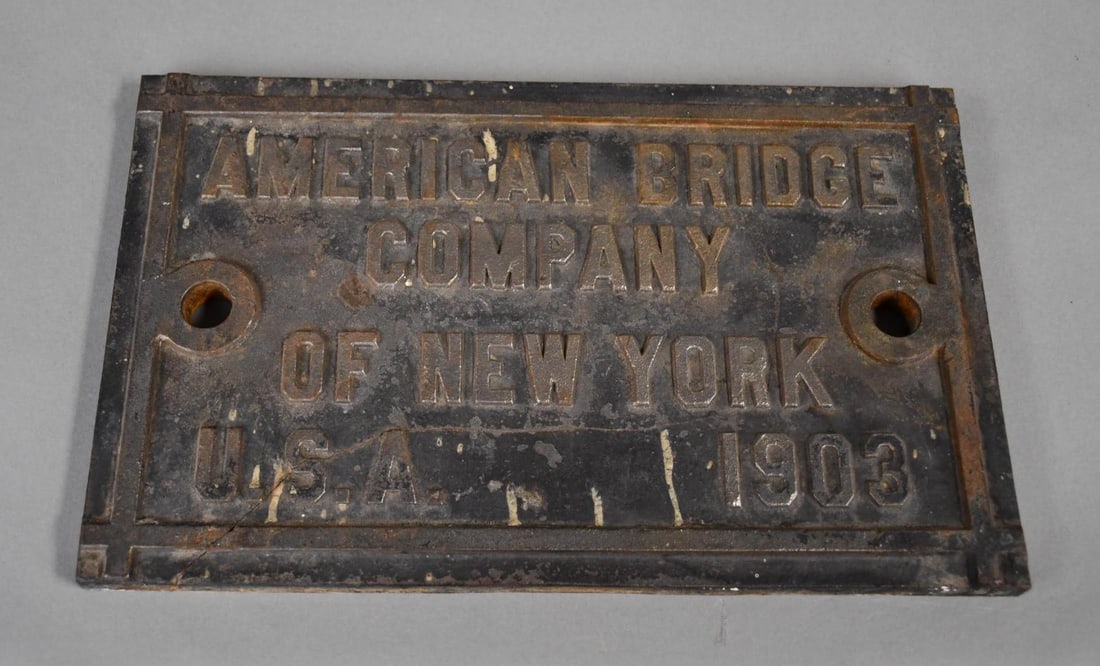 AMERICAN BRIDGE
COMPANY
OF NEW YORK
U.S.A. 1903